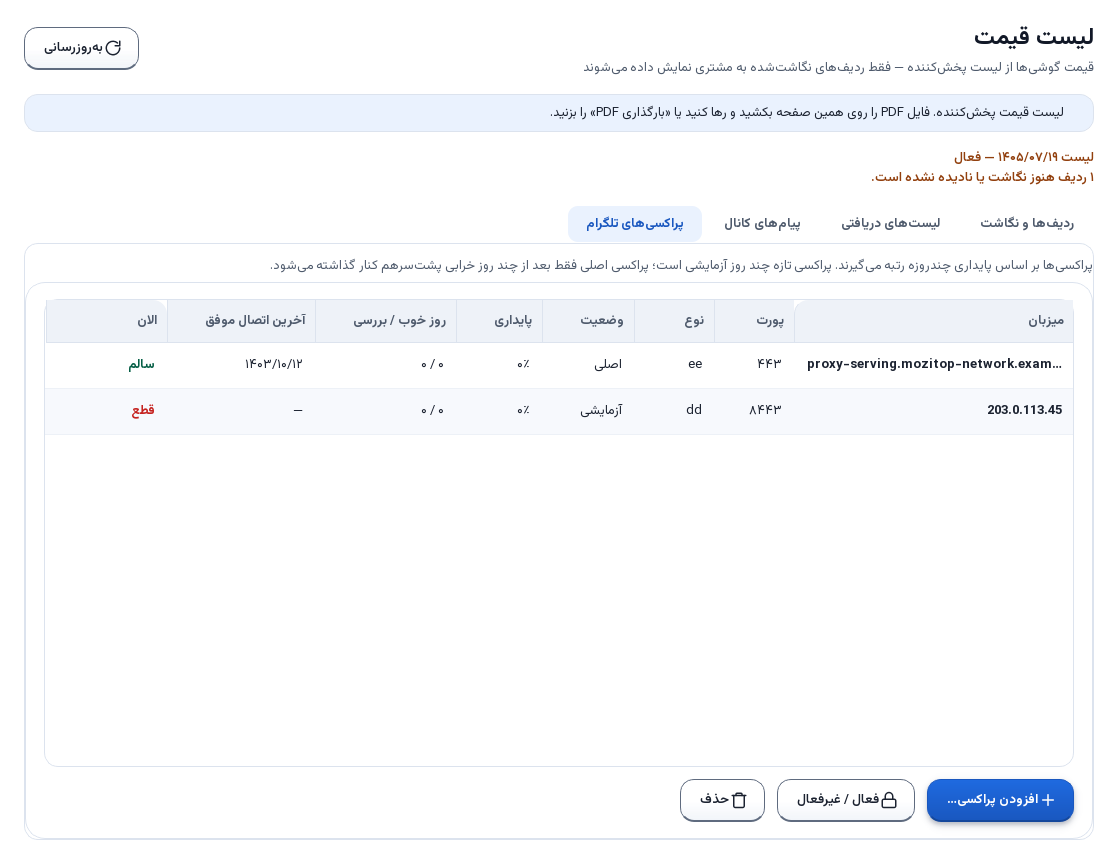 لیست قیمت
به‌روزرسانی
قیمت گوشی‌ها از لیست پخش‌کننده — فقط ردیف‌های نگاشت‌شده به مشتری نمایش داده می‌شوند
لیست قیمت پخش‌کننده. فایل PDF را روی همین صفحه بکشید و رها کنید یا «بارگذاری PDF» را بزنید.
لیست ۱۴۰۵/۰۷/۱۹ — فعال
۱ ردیف هنوز نگاشت یا نادیده نشده است.
ردیف‌ها و نگاشت لیست‌های دریافتی پیام‌های کانال پراکسی‌های تلگرام
پراکسی‌ها بر اساس پایداری چندروزه رتبه می‌گیرند. پراکسی تازه چند روز آزمایشی است؛ پراکسی اصلی فقط بعد از چند روز خرابی پشت‌سرهم کنار گذاشته می‌شود.
میزبان پورت نوع وضعیت پایداری روز خوب / بررسی آخرین اتصال موفق الان
proxy-serving.mozitop-network.exam... ۴۴۳ ee اصلی ۰٪ ۰ / ۰ ۱۴۰۳/۱۰/۱۲ سالم
203.0.113.45 ۸۴۴۳ dd آزمایشی ۰٪ ۰ / ۰ — قطع
افزودن پراکسی... فعال / غیرفعال حذف